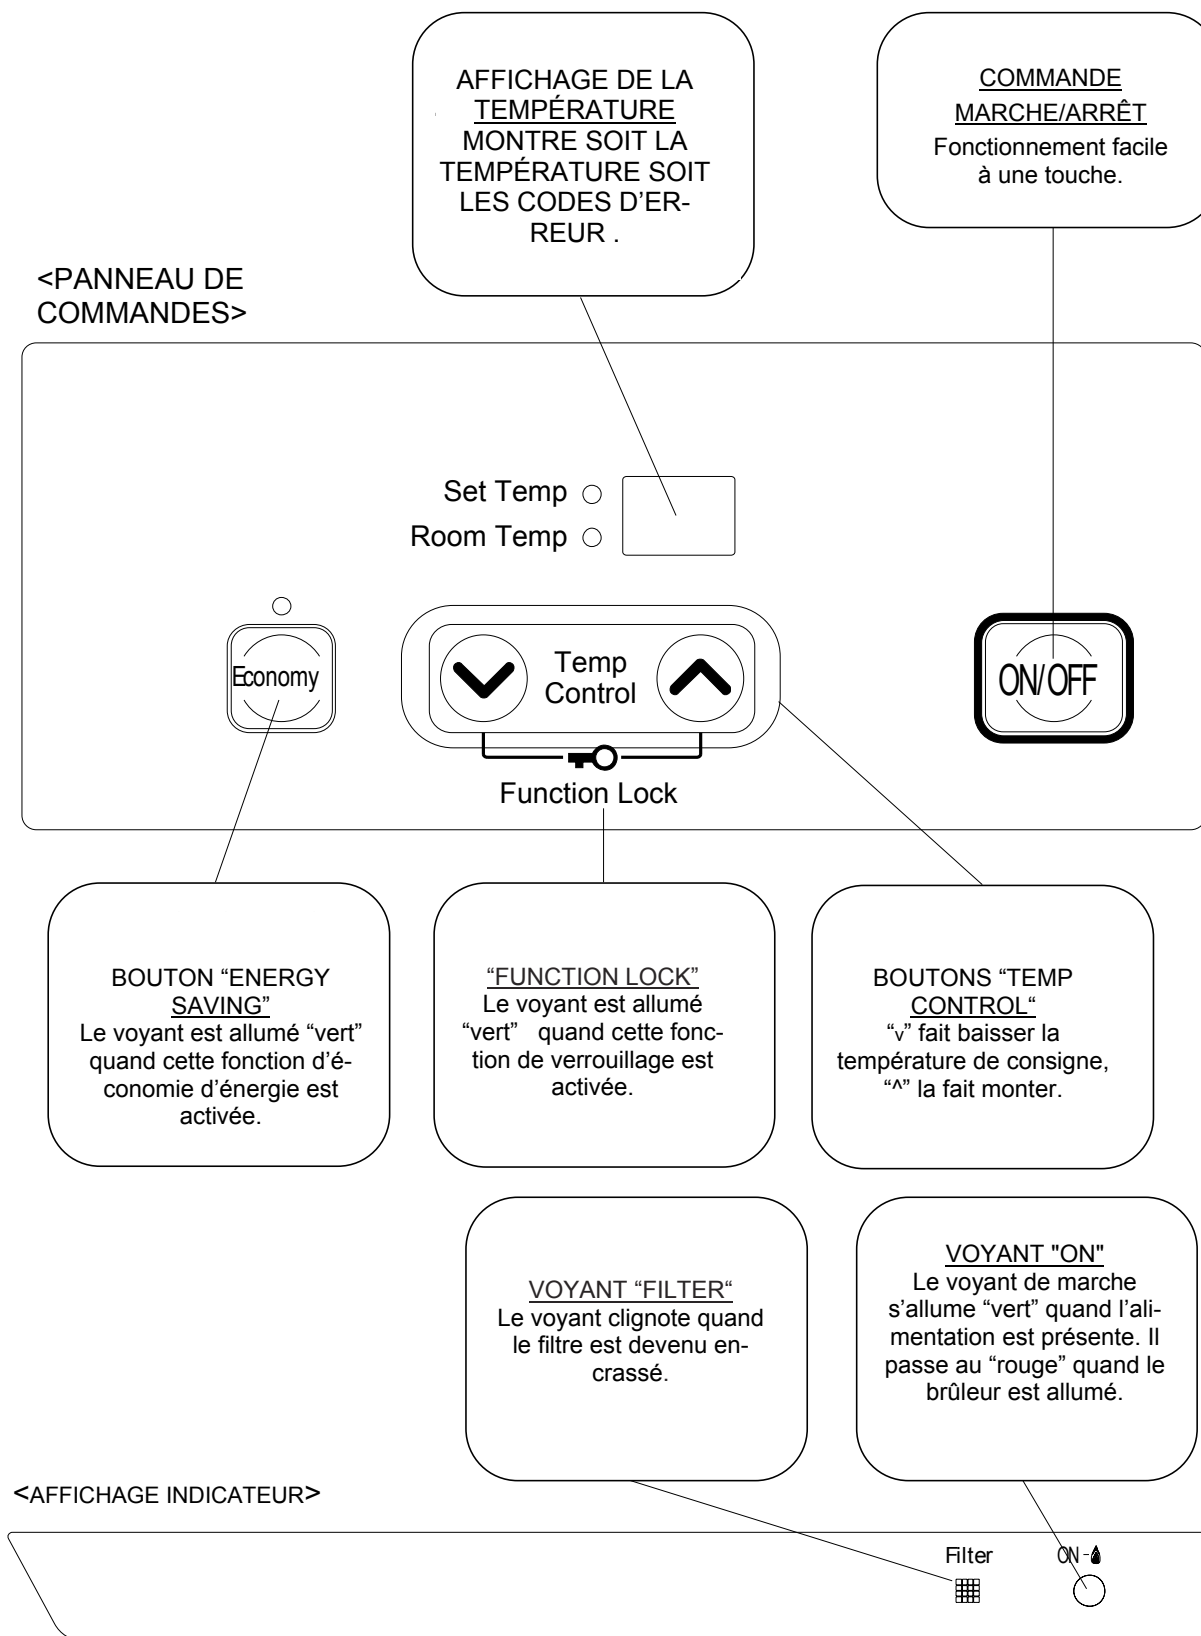 AFFICHAGE DE LA
TEMPÉRATURE
MONTRE SOIT LA
TEMPÉRATURE SOIT
LES CODES D’ER-
REUR .
COMMANDE
MARCHE/ARRÊT
Fonctionnement facile
à une touche.
<PANNEAU DE
COMMANDES>
Set Temp
Room Temp
Economy
Temp
Control
ON/OFF
Function Lock
BOUTON “ENERGY
SAVING”
Le voyant est allumé “vert”
quand cette fonction d’é-
conomie d’énergie est
activée.
“FUNCTION LOCK”
Le voyant est allumé
“vert” quand cette fonc-
tion de verrouillage est
activée.
BOUTONS “TEMP
CONTROL“
“v” fait baisser la
température de consigne,
“^” la fait monter.
VOYANT “FILTER“
Le voyant clignote quand
le filtre est devenu en-
crassé.
VOYANT "ON"
Le voyant de marche
s’allume “vert” quand l’ali-
mentation est présente. Il
passe au “rouge” quand le
brûleur est allumé.
<AFFICHAGE INDICATEUR>
Filter
ON -